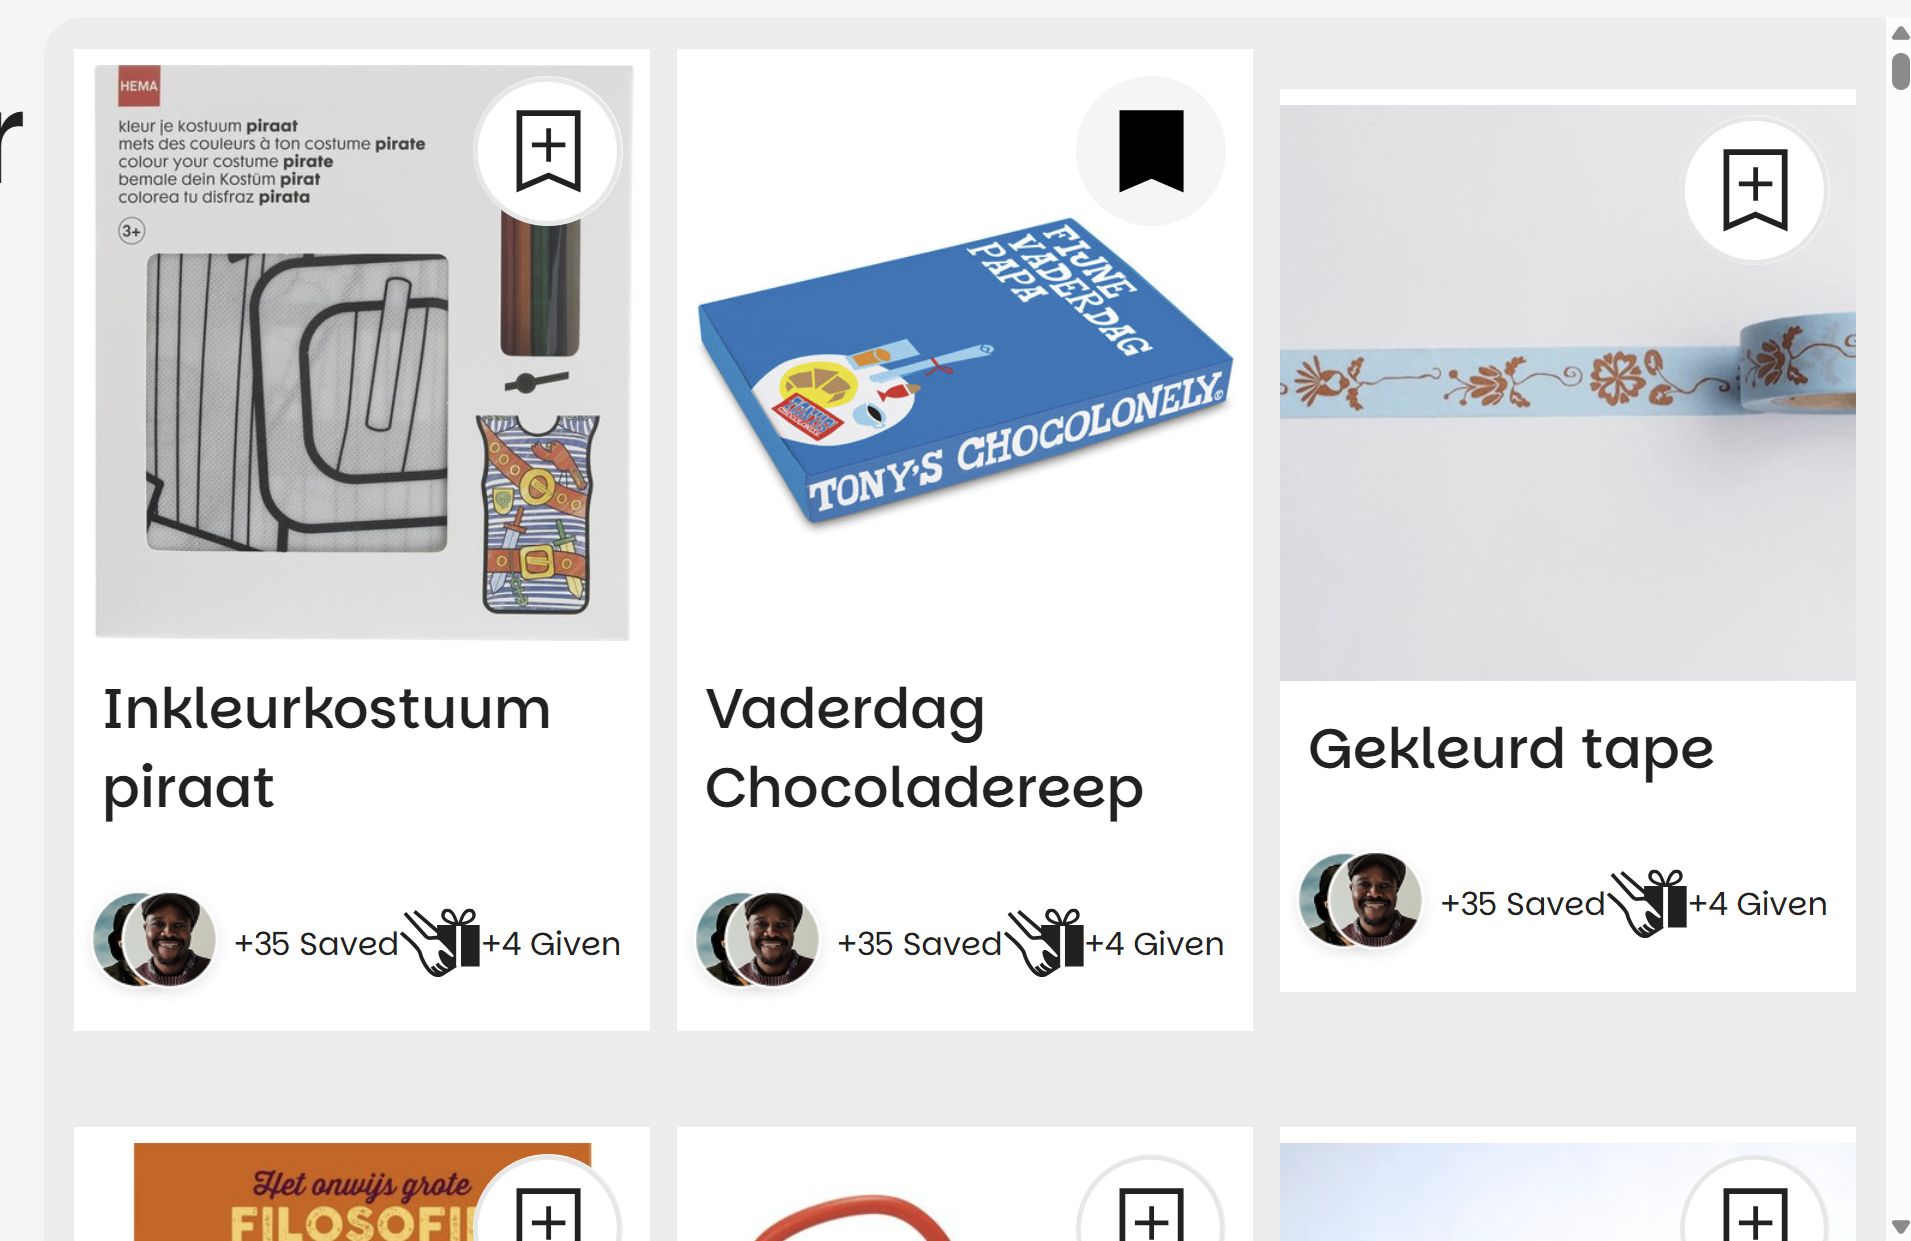 r
HEMA
kleur je kostuum piraat
mets des couleurs à ton costume pirate
colour your costume pirate
bemale dein Kostüm pirat
colorea tu disfraz pirata
3+
Inkleurkostuum
piraat
+35 Saved +4 Given
FIJNE
VADERDAG
PAPA
TONY'S CHOCOLONELY
Vaderdag
Chocoladereep
+35 Saved +4 Given
Gekleurd tape
+35 Saved +4 Given
Het onwijs grote
FILOSOFIE